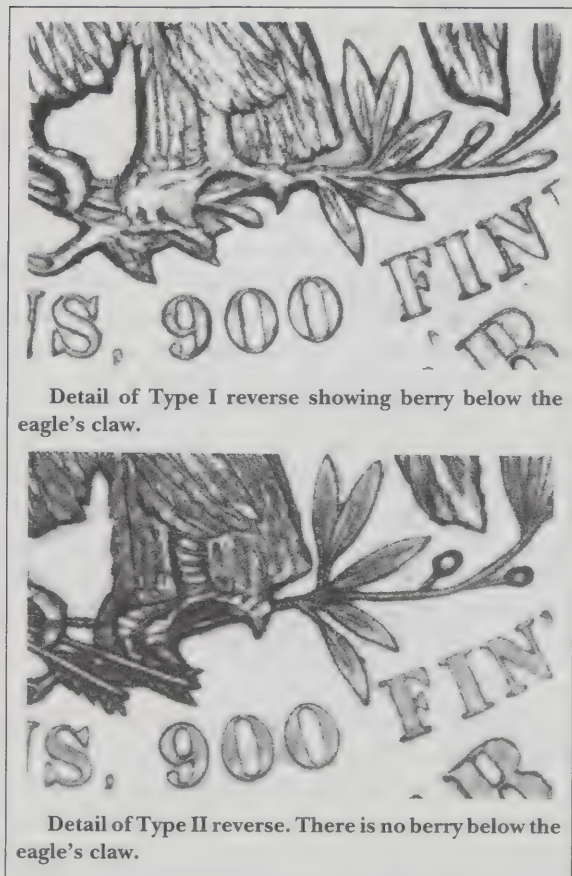 S. 900 FIN
Detail of Type I reverse showing berry below the
eagle's claw.
S. 900 FIN
Detail of Type II reverse. There is no berry below the
eagle's claw.